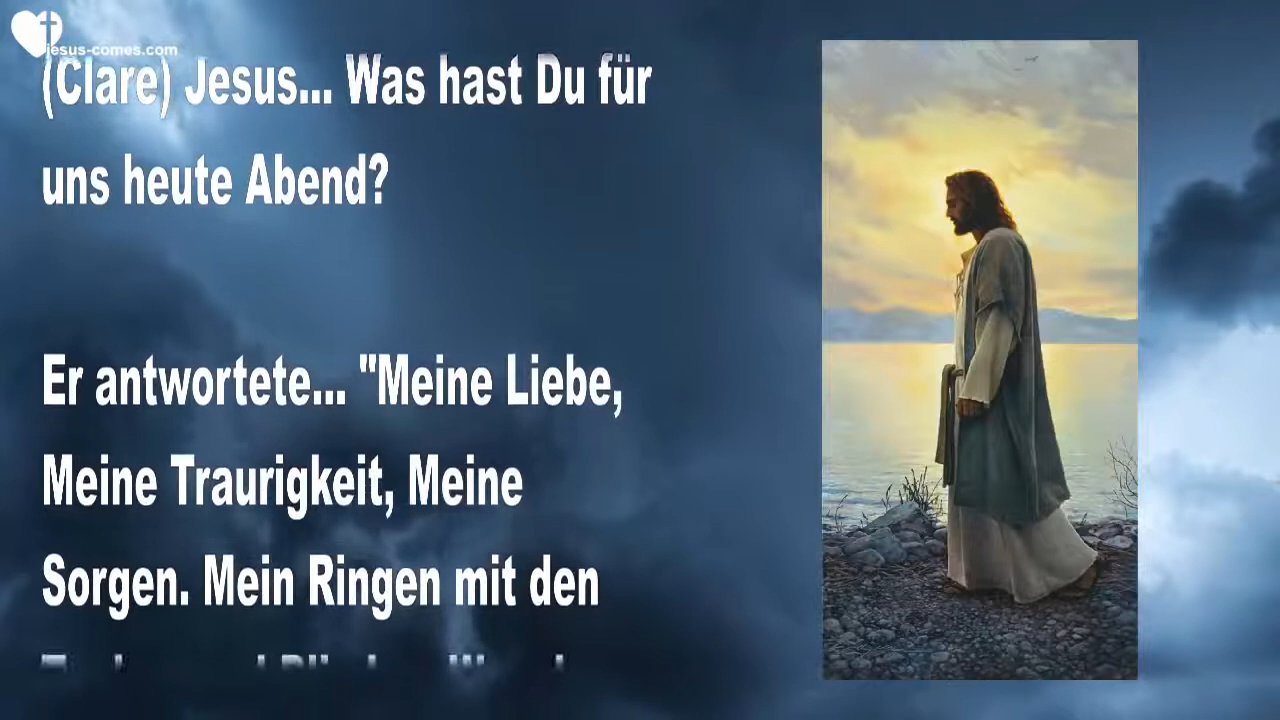 jesus-comes.com
(Clare) Jesus... Was hast Du für
uns heute Abend?
Er antwortete... "Meine Liebe,
Meine Traurigkeit, Meine
Sorgen. Mein Ringen mit den